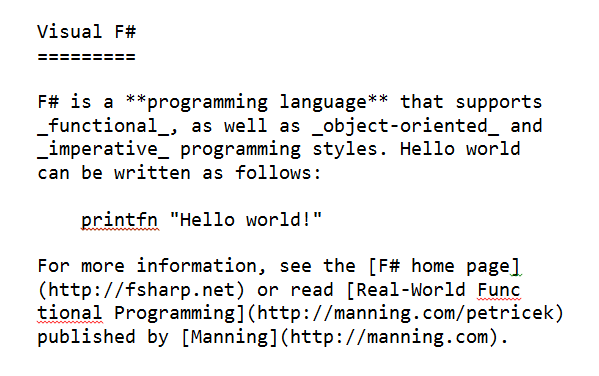 Visual F#
=========
F# is a **programming language** that supports
_functional_, as well as _object-oriented_ and
_imperative_ programming styles. Hello world
can be written as follows:
    printfn "Hello world!"
For more information, see the [F# home page]
(http://fsharp.net) or read [Real-World Func
tional Programming](http://manning.com/petricek)
published by [Manning](http://manning.com).